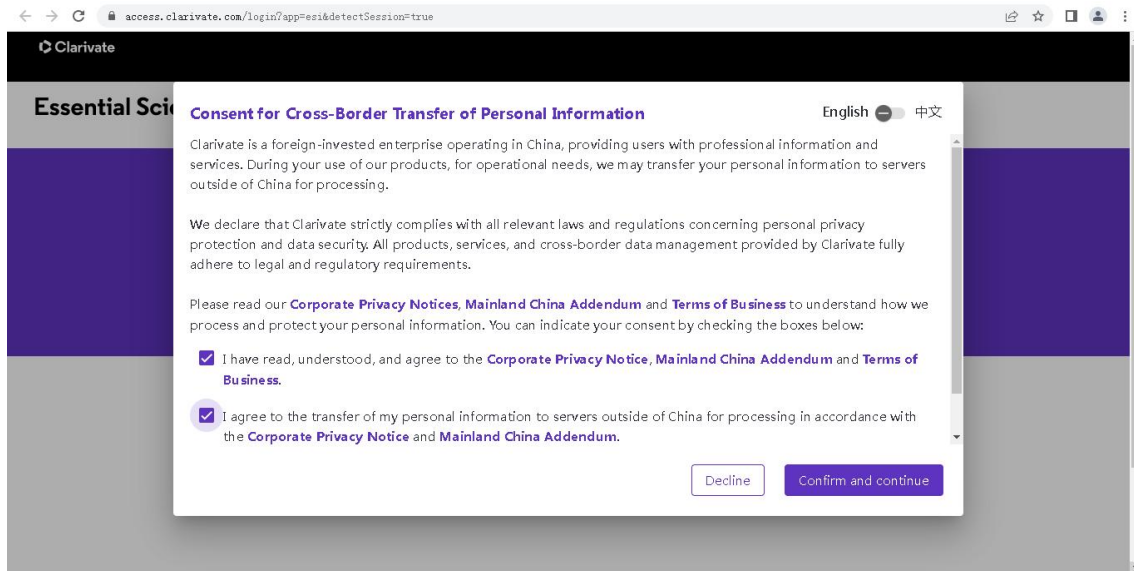 access.clarivate.com/login?app=esi&detectSession=true
Clarivate
Essential Scie
Consent for Cross-Border Transfer of Personal Information
English 中文
Clarivate is a foreign-invested enterprise operating in China, providing users with professional information and
services. During your use of our products, for operational needs, we may transfer your personal information to servers
outside of China for processing.
We declare that Clarivate strictly complies with all relevant laws and regulations concerning personal privacy
protection and data security. All products, services, and cross-border data management provided by Clarivate fully
adhere to legal and regulatory requirements.
Please read our Corporate Privacy Notices, Mainland China Addendum and Terms of Business to understand how we
process and protect your personal information. You can indicate your consent by checking the boxes below:
I have read, understood, and agree to the Corporate Privacy Notice, Mainland China Addendum and Terms of
Business.
I agree to the transfer of my personal information to servers outside of China for processing in accordance with
the Corporate Privacy Notice and Mainland China Addendum.
Decline
Confirm and continue